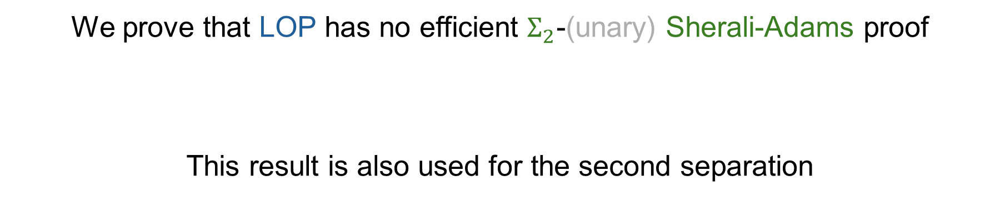 We prove that LOP has no efficient Σ₂-(unary) Sherali-Adams proof
This result is also used for the second separation